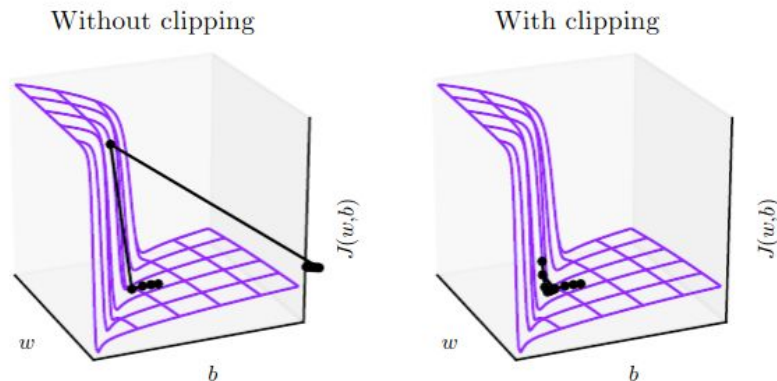 Without clipping
With clipping
J(w,b)
w
b
J(w,b)
w
b